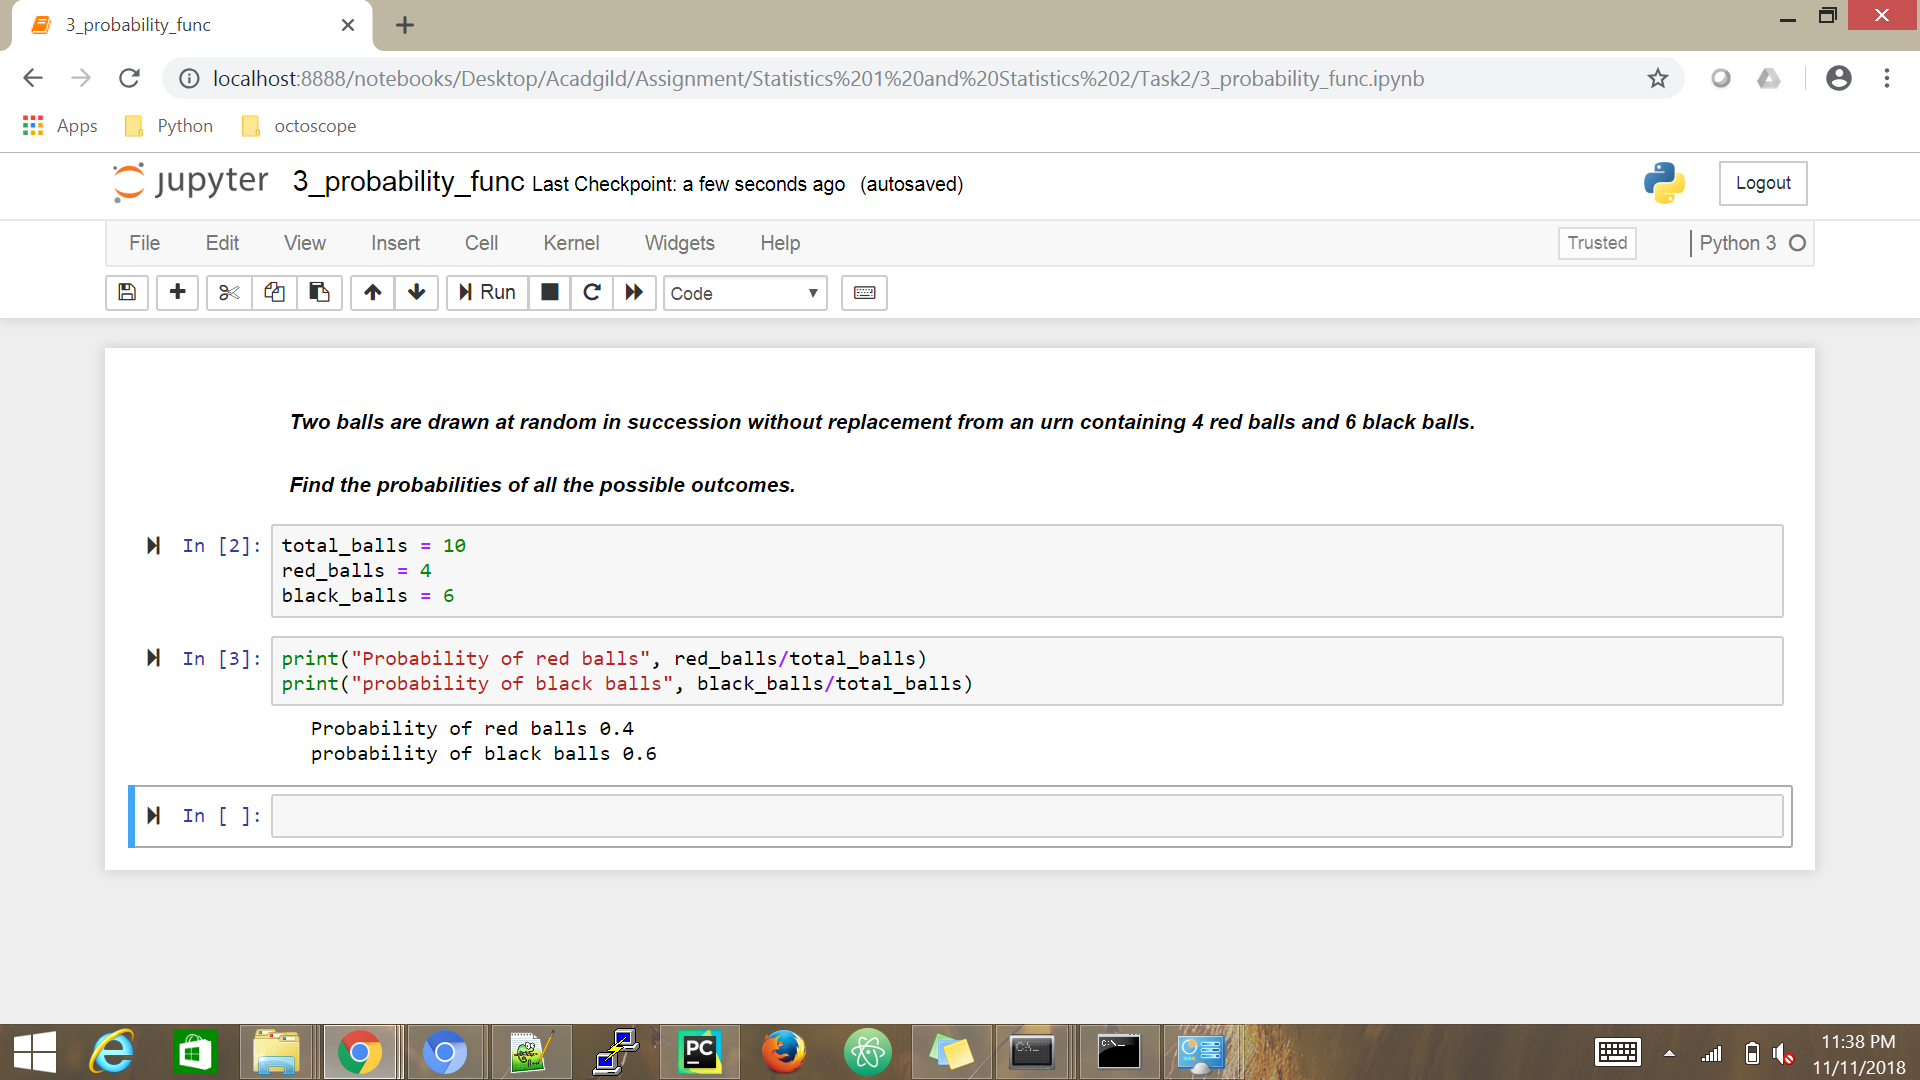 3_probability_func
localhost:8888/notebooks/Desktop/Acadgild/Assignment/Statistics%201%20and%20Statistics%202/Task2/3_probability_func.ipynb
Apps Python octoscope
jupyter 3_probability_func Last Checkpoint: a few seconds ago (autosaved) Logout
File Edit View Insert Cell Kernel Widgets Help Trusted Python 3
Run Code
Two balls are drawn at random in succession without replacement from an urn containing 4 red balls and 6 black balls.
Find the probabilities of all the possible outcomes.
In [2]: total_balls = 10
red_balls = 4
black_balls = 6
In [3]: print("Probability of red balls", red_balls/total_balls)
print("probability of black balls", black_balls/total_balls)
Probability of red balls 0.4
probability of black balls 0.6
In [ ]:
PC
C:\
C:\
11:38 PM
11/11/2018